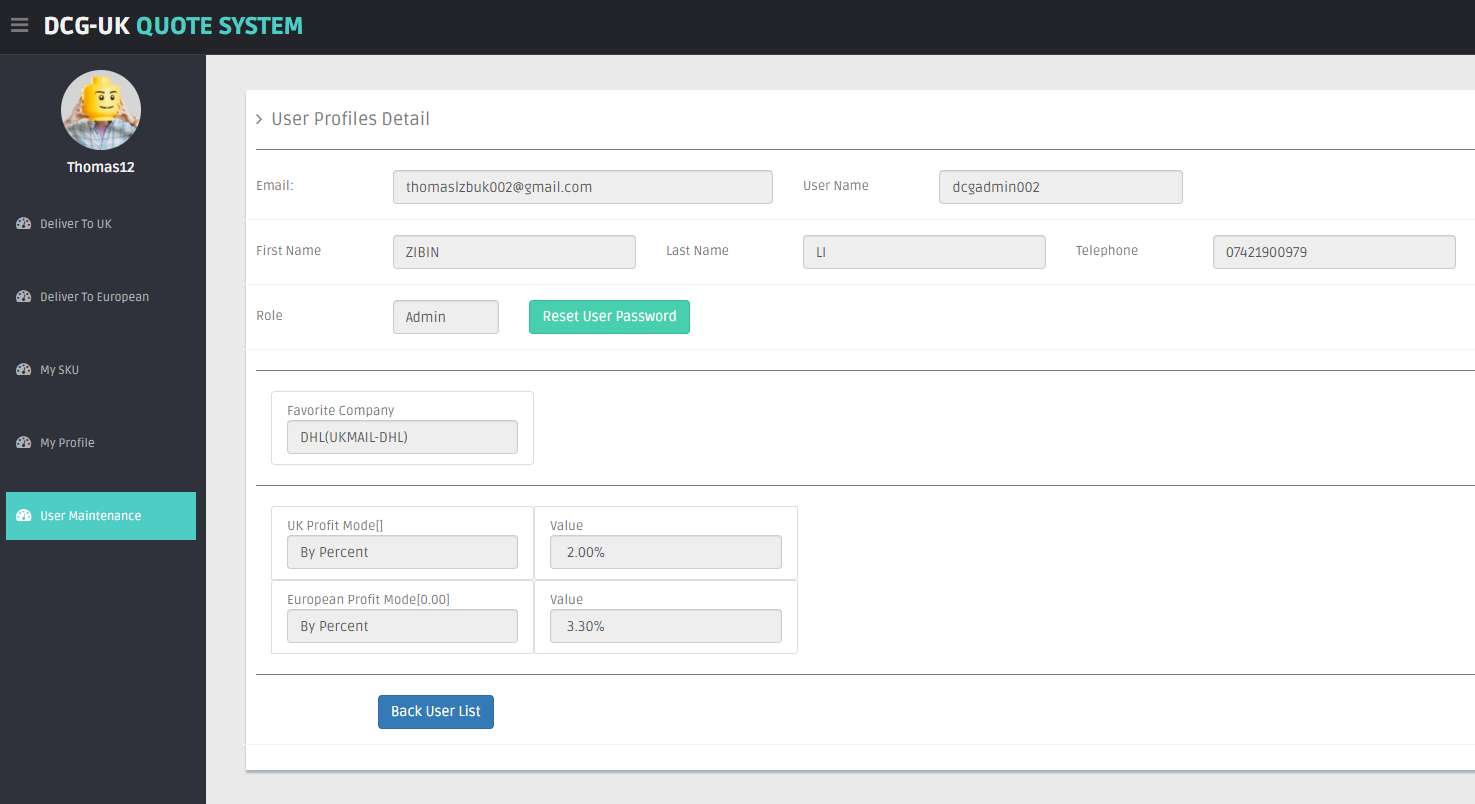 DCG-UK QUOTE SYSTEM
Thomas12
Deliver To UK
Deliver To European
My SKU
My Profile
User Maintenance
User Profiles Detail
Email: thomaslzbuk002@gmail.com User Name dcgadmin002
First Name ZIBIN Last Name LI Telephone 07421900979
Role Admin Reset User Password
Favorite Company
DHL(UKMAIL-DHL)
UK Profit Mode[] Value
By Percent 2.00%
European Profit Mode[0.00] Value
By Percent 3.30%
Back User List